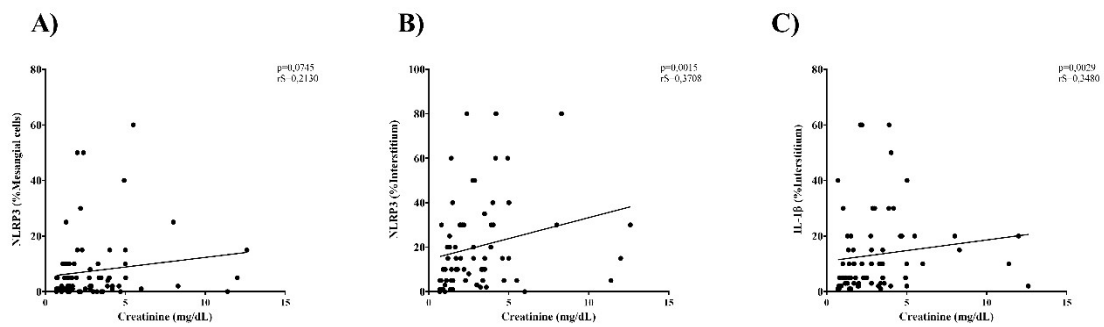 A)
p=0,0745
rS=0,2130
80
60
40
20
0
0
5
10
15
NLRP3 (%Mesangial cells)
Creatinine (mg/dL)
B)
p=0,0015
rS=0,3708
100
80
60
40
20
0
0
5
10
15
NLRP3 (%Interstitium)
Creatinine (mg/dL)
C)
p=0,0029
rS=0,3480
80
60
40
20
0
0
5
10
15
IL-1β (%Interstitium)
Creatinine (mg/dL)